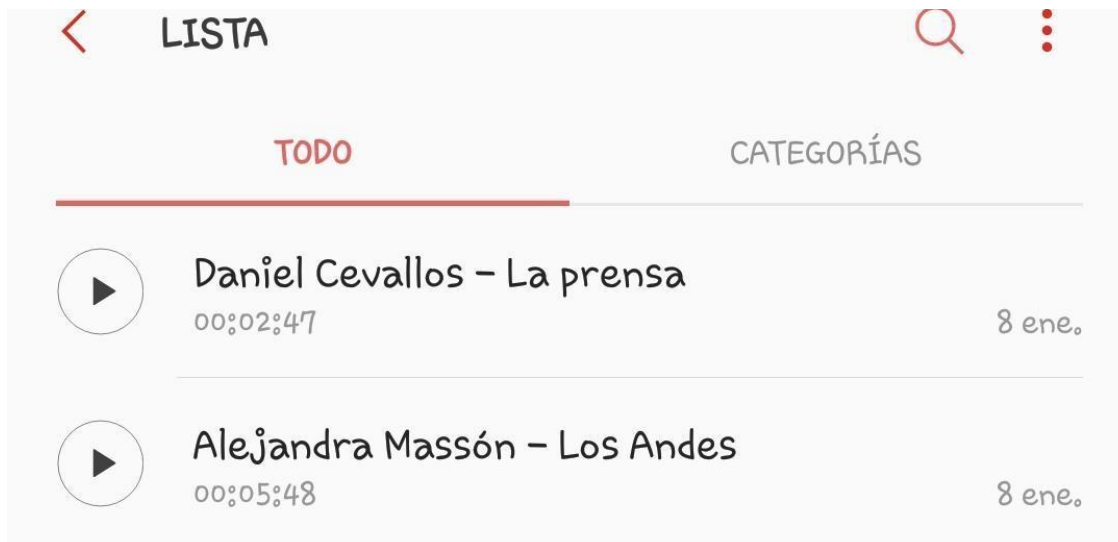 LISTA
TODO CATEGORÍAS
Daniel Cevallos – La prensa
00:02:47 8 ene.
Alejandra Massón – Los Andes
00:05:48 8 ene.